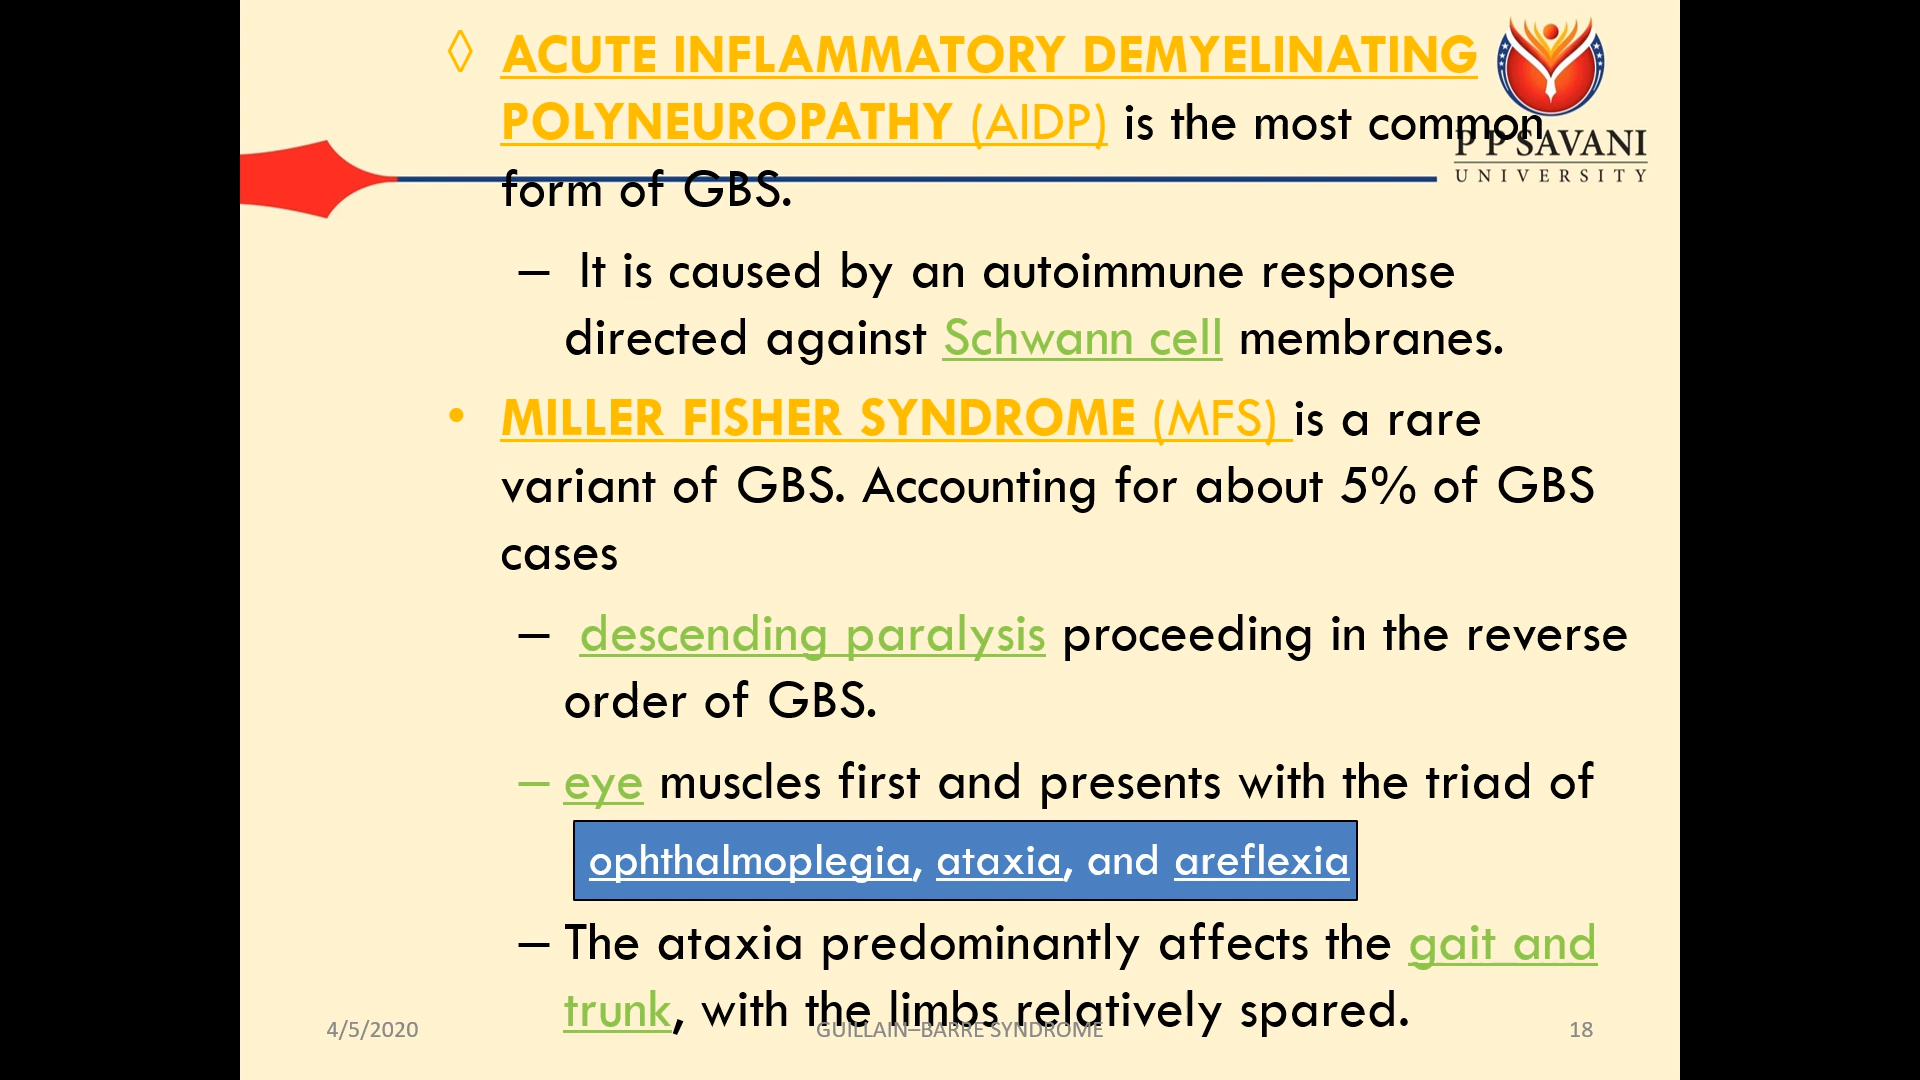 ◊ ACUTE INFLAMMATORY DEMYELINATING
POLYNEUROPATHY (AIDP) is the most common
form of GBS.
P P SAVANI
UNIVERSITY
– It is caused by an autoimmune response
directed against Schwann cell membranes.
• MILLER FISHER SYNDROME (MFS) is a rare
variant of GBS. Accounting for about 5% of GBS
cases
– descending paralysis proceeding in the reverse
order of GBS.
– eye muscles first and presents with the triad of
ophthalmoplegia, ataxia, and areflexia
– The ataxia predominantly affects the gait and
trunk, with the limbs relatively spared.
4/5/2020
GUILLAIN–BARRE SYNDROME
18